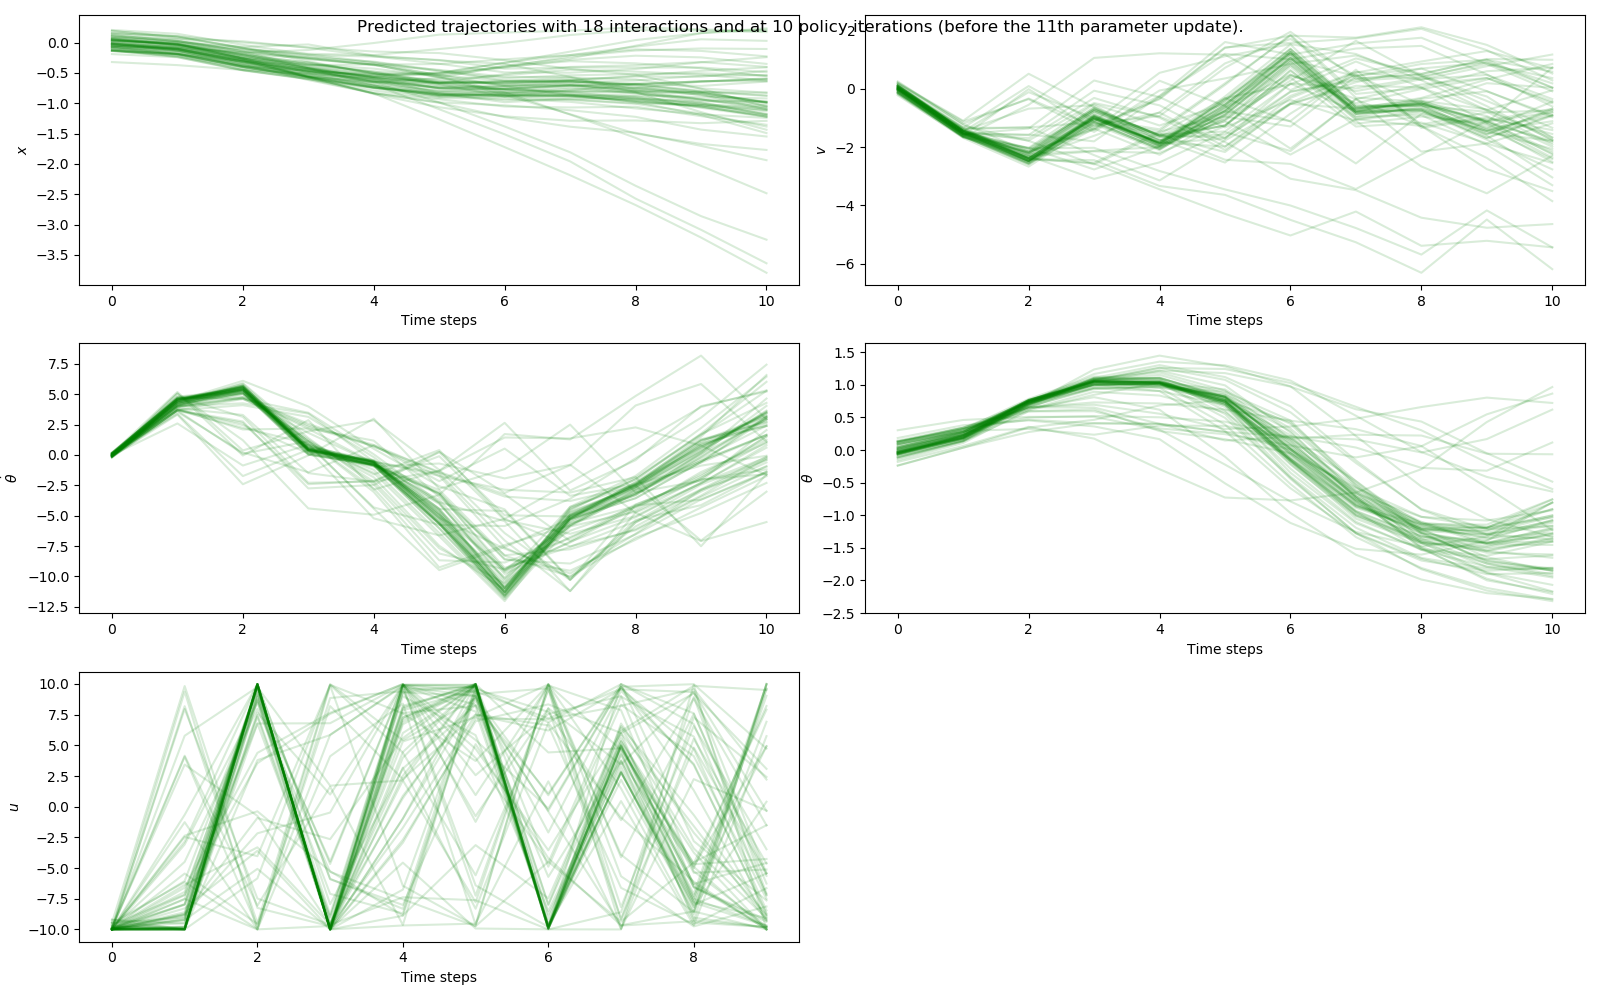 Predicted trajectories with 18 interactions and at 10 policy iterations (before the 11th parameter update).
0.0
−0.5
−1.0
−1.5
−2.0
−2.5
−3.0
−3.5
x
0 2 4 6 8 10
Time steps
2
0
−2
−4
−6
v
0 2 4 6 8 10
Time steps
7.5
5.0
2.5
0.0
−2.5
−5.0
−7.5
−10.0
−12.5
θ̇
0 2 4 6 8 10
Time steps
1.5
1.0
0.5
0.0
−0.5
−1.0
−1.5
−2.0
−2.5
θ
0 2 4 6 8 10
Time steps
10.0
7.5
5.0
2.5
0.0
−2.5
−5.0
−7.5
−10.0
u
0 2 4 6 8
Time steps